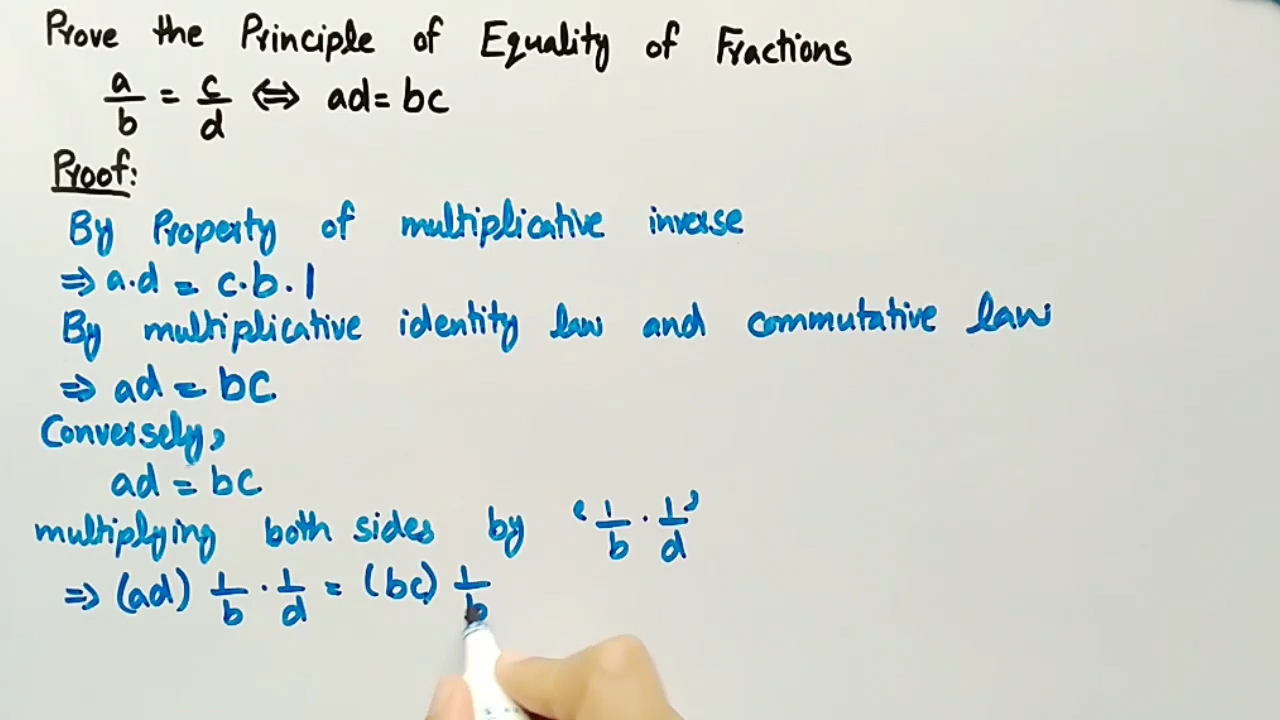 Prove the Principle of Equality of Fractions
a/b = c/d ⇔ ad = bc
Proof:
By Property of multiplicative inverse
⇒ a.d = c.b.1
By multiplicative identity law and commutative law
⇒ ad = bc.
Conversely,
ad = bc
multiplying both sides by ‘1/b . 1/d’
⇒ (ad) 1/b . 1/d = (bc) 1/b